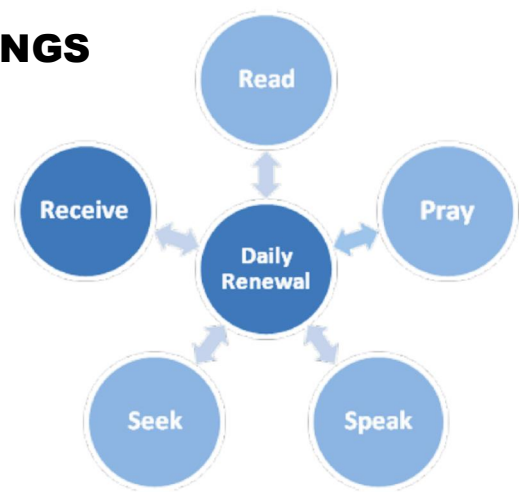 NGS
Read
Receive
Pray
Daily
Renewal
Seek
Speak